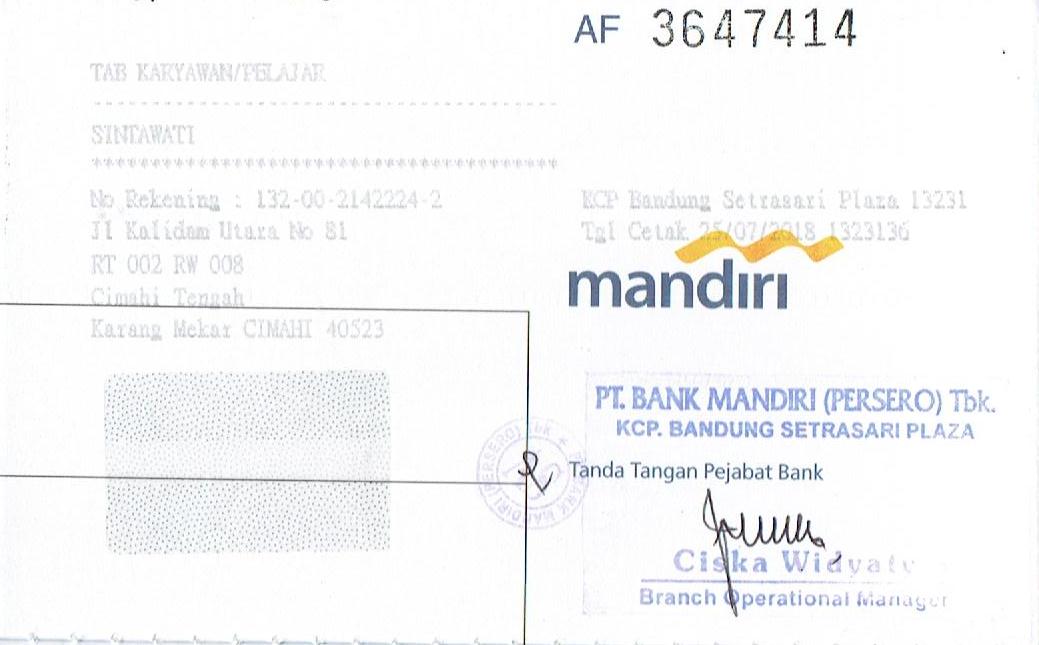 AF 3647414
TAB KARYAWAN/PELAJAR
SINTAWATI
No Rekening : 132-00-2142224-2
KCP Bandung Setrasari Plaza 13231
Jl Kalidam Utara No 81
Tgl Cetak 25/07/2018 1323136
RT 002 RW 008
mandiri
Cimahi Tengah
Karang Mekar CIMAHI 40523
PT. BANK MANDIRI (PERSERO) Tbk.
KCP. BANDUNG SETRASARI PLAZA
Tanda Tangan Pejabat Bank
Ciska
Branch Operational Manager